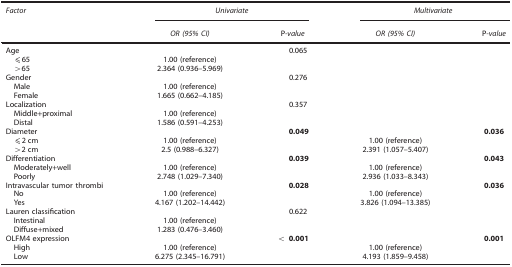 Factor Univariate Multivariate
OR (95% CI) P-value OR (95% CI) P-value
Age 0.065
⩽65 1.00 (reference)
>65 2.364 (0.936–5.969)
Gender 0.276
Male 1.00 (reference)
Female 1.665 (0.662–4.185)
Localization 0.357
Middle+proximal 1.00 (reference)
Distal 1.586 (0.591–4.253)
Diameter 0.049 0.036
⩽2 cm 1.00 (reference) 1.00 (reference)
>2 cm 2.5 (0.988–6.327) 2.391 (1.057–5.407)
Differentiation 0.039 0.043
Moderately+well 1.00 (reference) 1.00 (reference)
Poorly 2.748 (1.029–7.340) 2.936 (1.033–8.343)
Intravascular tumor thrombi 0.028 0.036
No 1.00 (reference) 1.00 (reference)
Yes 4.167 (1.202–14.442) 3.826 (1.094–13.385)
Lauren classification 0.622
Intestinal 1.00 (reference)
Diffuse+mixed 1.283 (0.476–3.460)
OLFM4 expression < 0.001 0.001
High 1.00 (reference) 1.00 (reference)
Low 6.275 (2.345–16.791) 4.193 (1.859–9.458)